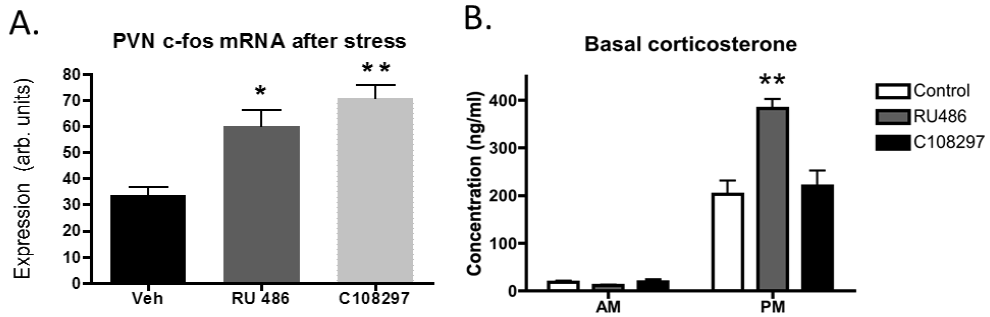 A.
PVN c-fos mRNA after stress
Expression (arb. units)
80
70
60
50
40
30
20
10
0
*
**
Veh
RU 486
C108297
B.
Basal corticosterone
Concentration (ng/ml)
400
300
200
100
0
**
AM
PM
Control
RU486
C108297